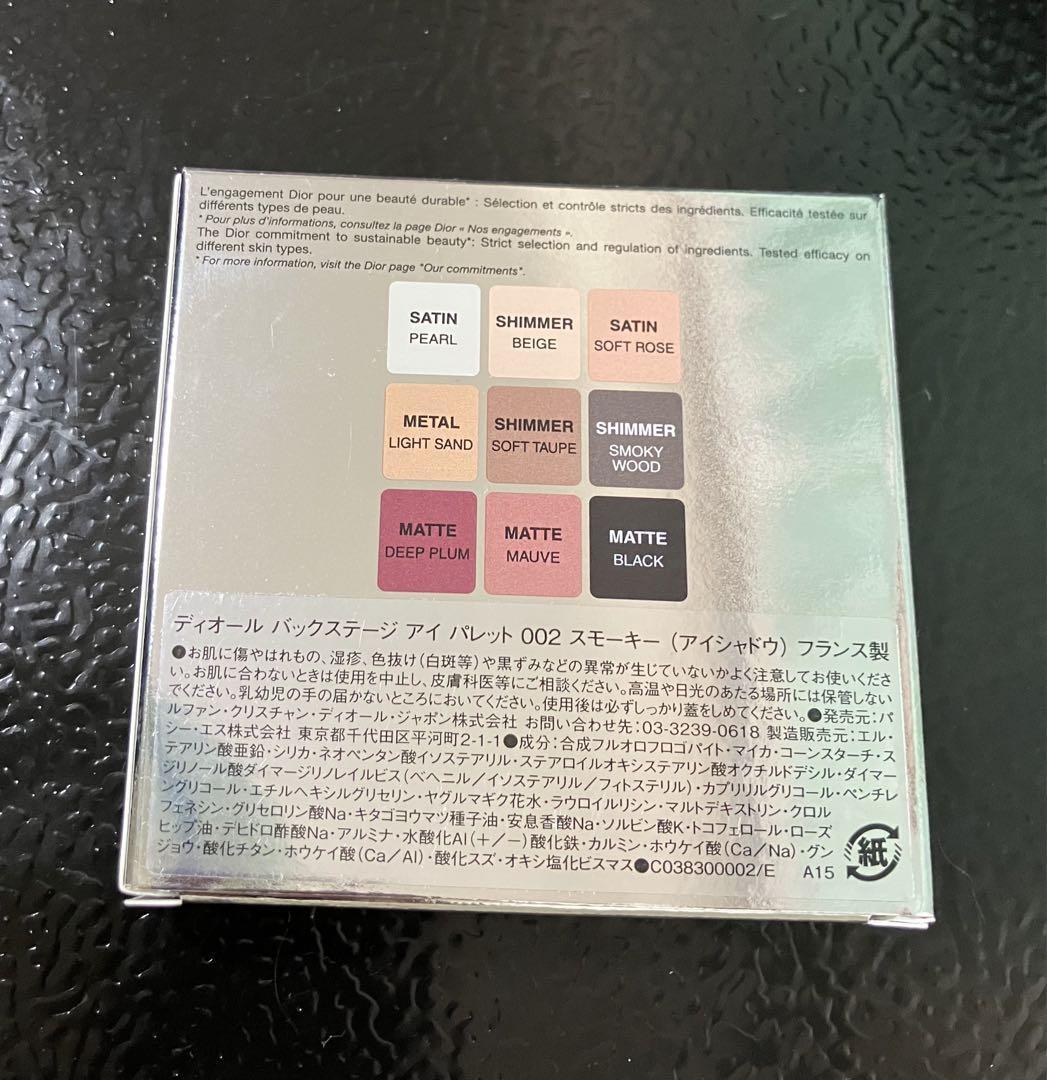 L'engagement Dior pour une beauté durable* : Sélection et contrôle stricts des ingrédients. Efficacité testée sur
différents types de peau.
* Pour plus d'informations, consultez la page Dior « Nos engagements ».
The Dior commitment to sustainable beauty*: Strict selection and regulation of ingredients. Tested efficacy on
different skin types.
* For more information, visit the Dior page "Our commitments".
SATIN
PEARL
SHIMMER
BEIGE
SATIN
SOFT ROSE
METAL
LIGHT SAND
SHIMMER
SOFT TAUPE
SHIMMER
SMOKY
WOOD
MATTE
DEEP PLUM
MATTE
MAUVE
MATTE
BLACK
ディオール バックステージ アイ パレット 002 スモーキー（アイシャドウ）フランス製
●お肌に傷やはれもの、湿疹、色抜け(白斑等)や黒ずみなどの異常が生じていないかよく注意してお使いくださ
い。お肌に合わないときは使用を中止し、皮膚科医等にご相談ください。高温や日光のあたる場所には保管しない
でください。乳幼児の手の届かないところにおいてください。使用後は必ずしっかり蓋をしめてください。●発売元:パ
ルファン・クリスチャン・ディオール・ジャポン株式会社 お問い合わせ先:03-3239-0618 製造販売元:エル・
シー・エス株式会社 東京都千代田区平河町2-1-1●成分:合成フルオロフロゴパイト・マイカ・コーンスターチ・ス
テアリン酸亜鉛・シリカ・ネオペンタン酸イソステアリル・ステアロイルオキシステアリン酸オクチルドデシル・ダイマー
ジリノール酸ダイマージリノレイルビス(ベヘニル/イソステアリル/フィトステリル)・カプリリルグリコール・ペンチレ
ングリコール・エチルヘキシルグリセリン・ヤグルマギク花水・ラウロイルリシン・マルトデキストリン・クロル
フェネシン・グリセロリン酸Na・キタゴヨウマツ種子油・安息香酸Na・ソルビン酸K・トコフェロール・ローズ
ヒップ油・デヒドロ酢酸Na・アルミナ・水酸化Al(+/-)酸化鉄・カルミン・ホウケイ酸(Ca/Na)・グン
ジョウ・酸化チタン・ホウケイ酸(Ca/Al)・酸化スズ・オキシ塩化ビスマス●C038300002/E A15
紙